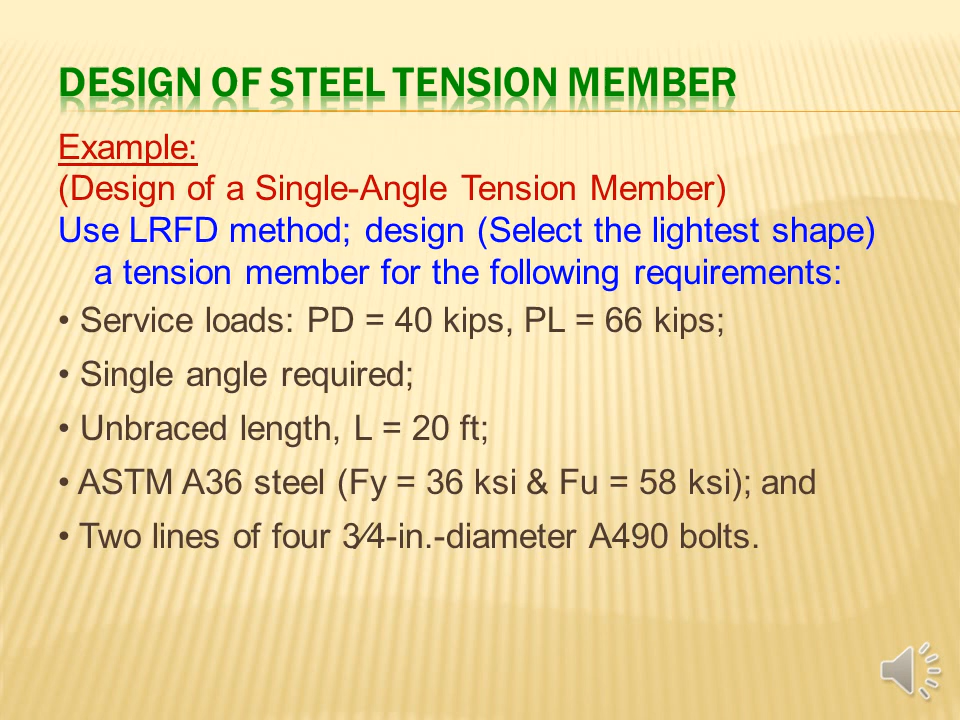 DESIGN OF STEEL TENSION MEMBER
Example:
(Design of a Single-Angle Tension Member)
Use LRFD method; design (Select the lightest shape)
a tension member for the following requirements:
• Service loads: PD = 40 kips, PL = 66 kips;
• Single angle required;
• Unbraced length, L = 20 ft;
• ASTM A36 steel (Fy = 36 ksi & Fu = 58 ksi); and
• Two lines of four 3⁄4-in.-diameter A490 bolts.